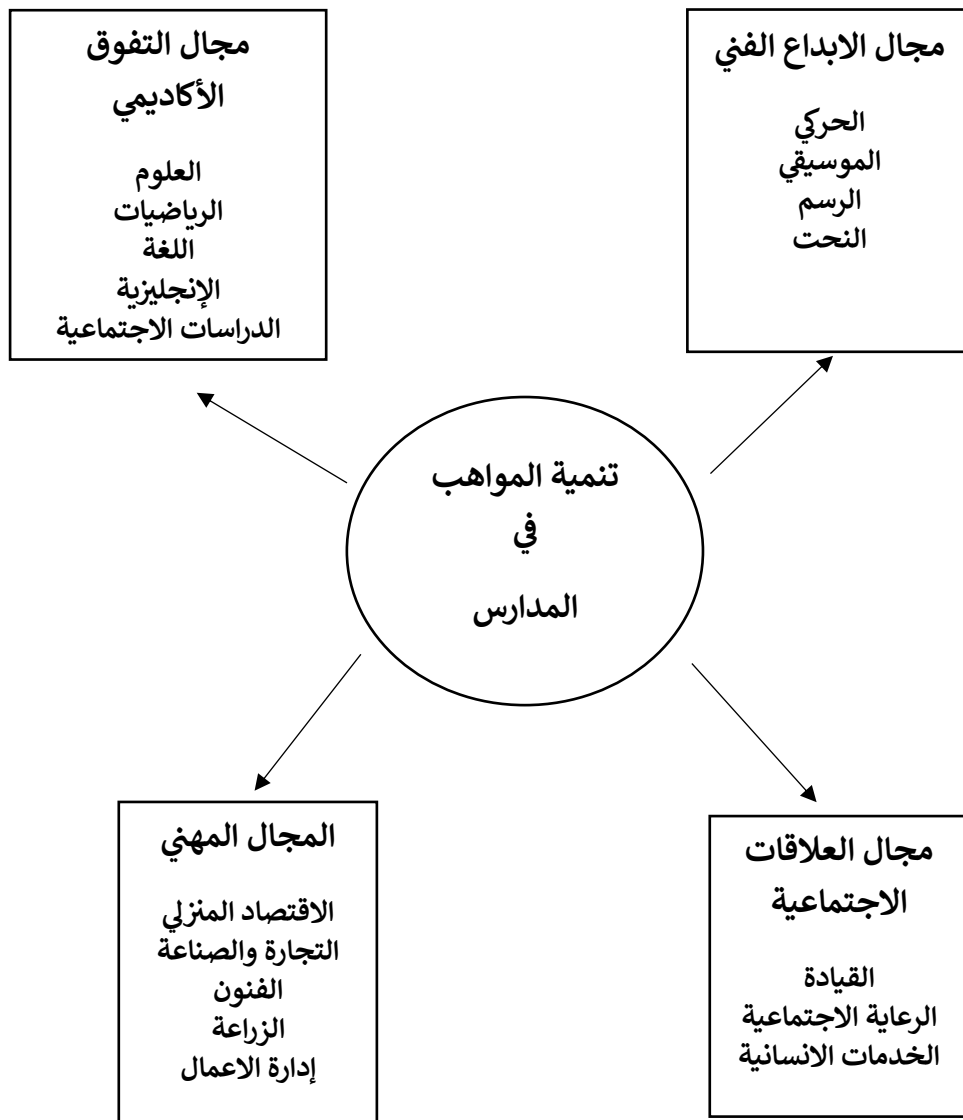 مجال الابداع الفني
الحركي
الموسيقي
الرسم
النحت
مجال التفوق
الأكاديمي
العلوم
الرياضيات
اللغة
الإنجليزية
الدراسات الاجتماعية
تنمية المواهب
في
المدارس
مجال العلاقات
الاجتماعية
القيادة
الرعاية الاجتماعية
الخدمات الانسانية
المجال المهني
الاقتصاد المنزلي
التجارة والصناعة
الفنون
الزراعة
إدارة الاعمال